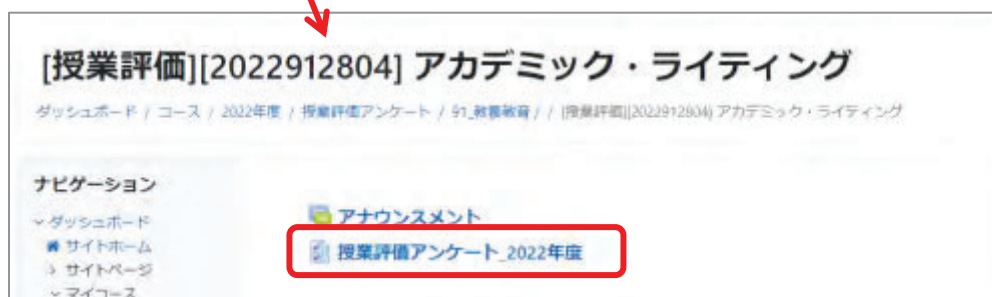 [授業評価][2022912804] アカデミック・ライティング
ダッシュボード / コース / 2022年度 / 授業評価アンケート / 91_教養教育 / / [授業評価][2022912804] アカデミック・ライティング
ナビゲーション
ダッシュボード
サイトホーム
サイトページ
マイコース
アナウンスメント
授業評価アンケート_2022年度